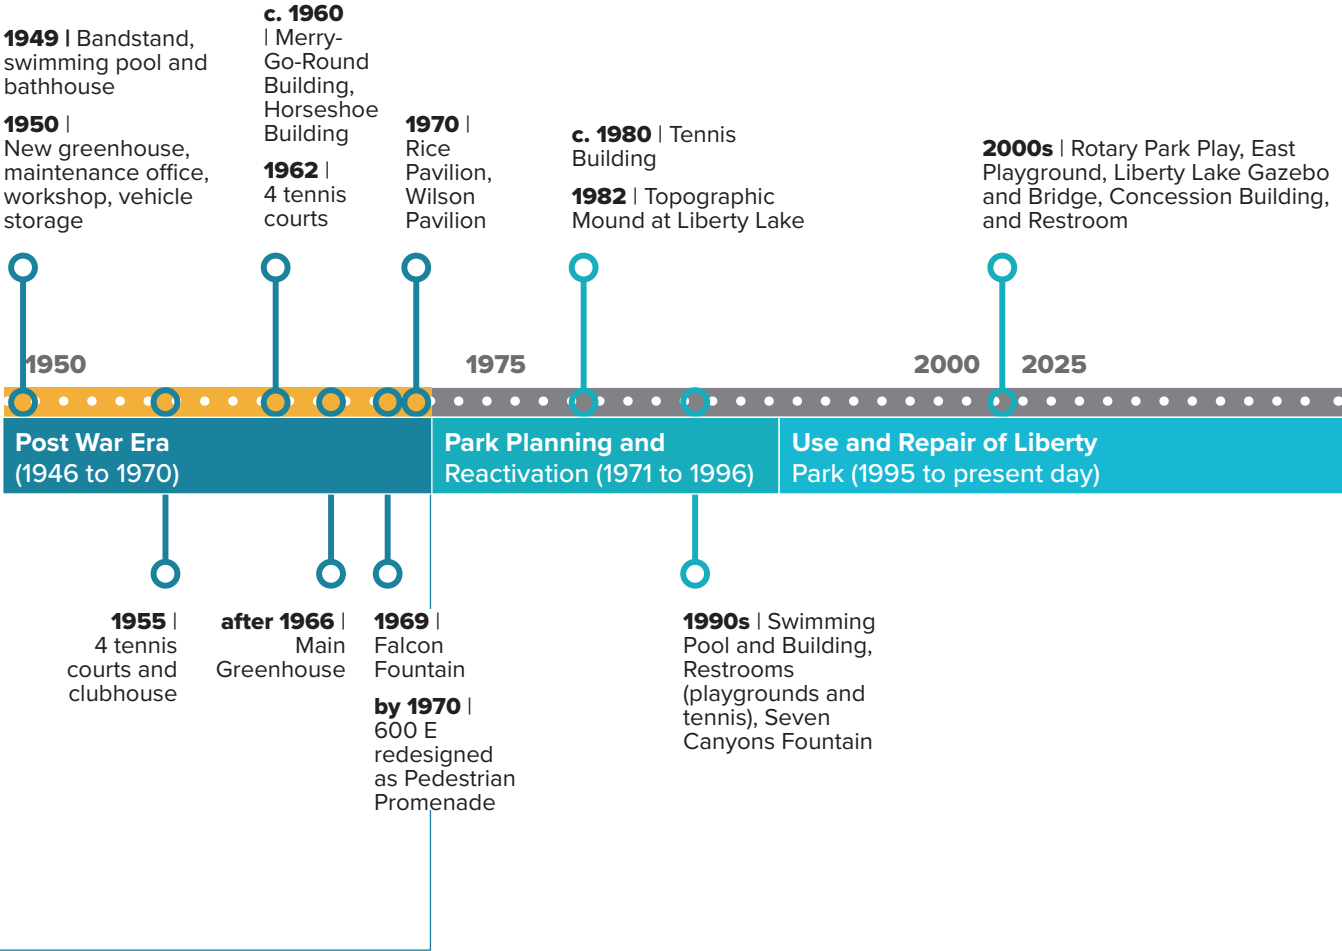 1949 | Bandstand,
swimming pool and
bathhouse
1950 |
New greenhouse,
maintenance office,
workshop, vehicle
storage
c. 1960
| Merry-
Go-Round
Building,
Horseshoe
Building
1962 |
4 tennis
courts
1970 |
Rice
Pavilion,
Wilson
Pavilion
c. 1980 | Tennis
Building
1982 | Topographic
Mound at Liberty Lake
2000s | Rotary Park Play, East
Playground, Liberty Lake Gazebo
and Bridge, Concession Building,
and Restroom
1950
1975
2000
2025
Post War Era
(1946 to 1970)
Park Planning and
Reactivation (1971 to 1996)
Use and Repair of Liberty
Park (1995 to present day)
1955 |
4 tennis
courts and
clubhouse
after 1966 |
Main
Greenhouse
1969 |
Falcon
Fountain
by 1970 |
600 E
redesigned
as Pedestrian
Promenade
1990s | Swimming
Pool and Building,
Restrooms
(playgrounds and
tennis), Seven
Canyons Fountain